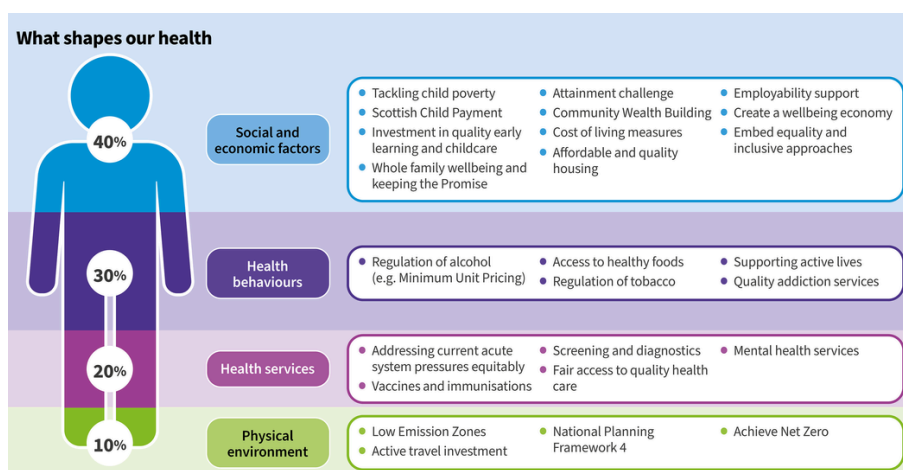 What shapes our health
40%
Social and
economic factors
Tackling child poverty
Scottish Child Payment
Investment in quality early
learning and childcare
Whole family wellbeing and
keeping the Promise
Attainment challenge
Community Wealth Building
Cost of living measures
Affordable and quality
housing
Employability support
Create a wellbeing economy
Embed equality and
inclusive approaches
30%
Health
behaviours
Regulation of alcohol
(e.g. Minimum Unit Pricing)
Access to healthy foods
Regulation of tobacco
Supporting active lives
Quality addiction services
20%
Health services
Addressing current acute
system pressures equitably
Vaccines and immunisations
Screening and diagnostics
Fair access to quality health
care
Mental health services
10%
Physical
environment
Low Emission Zones
Active travel investment
National Planning
Framework 4
Achieve Net Zero